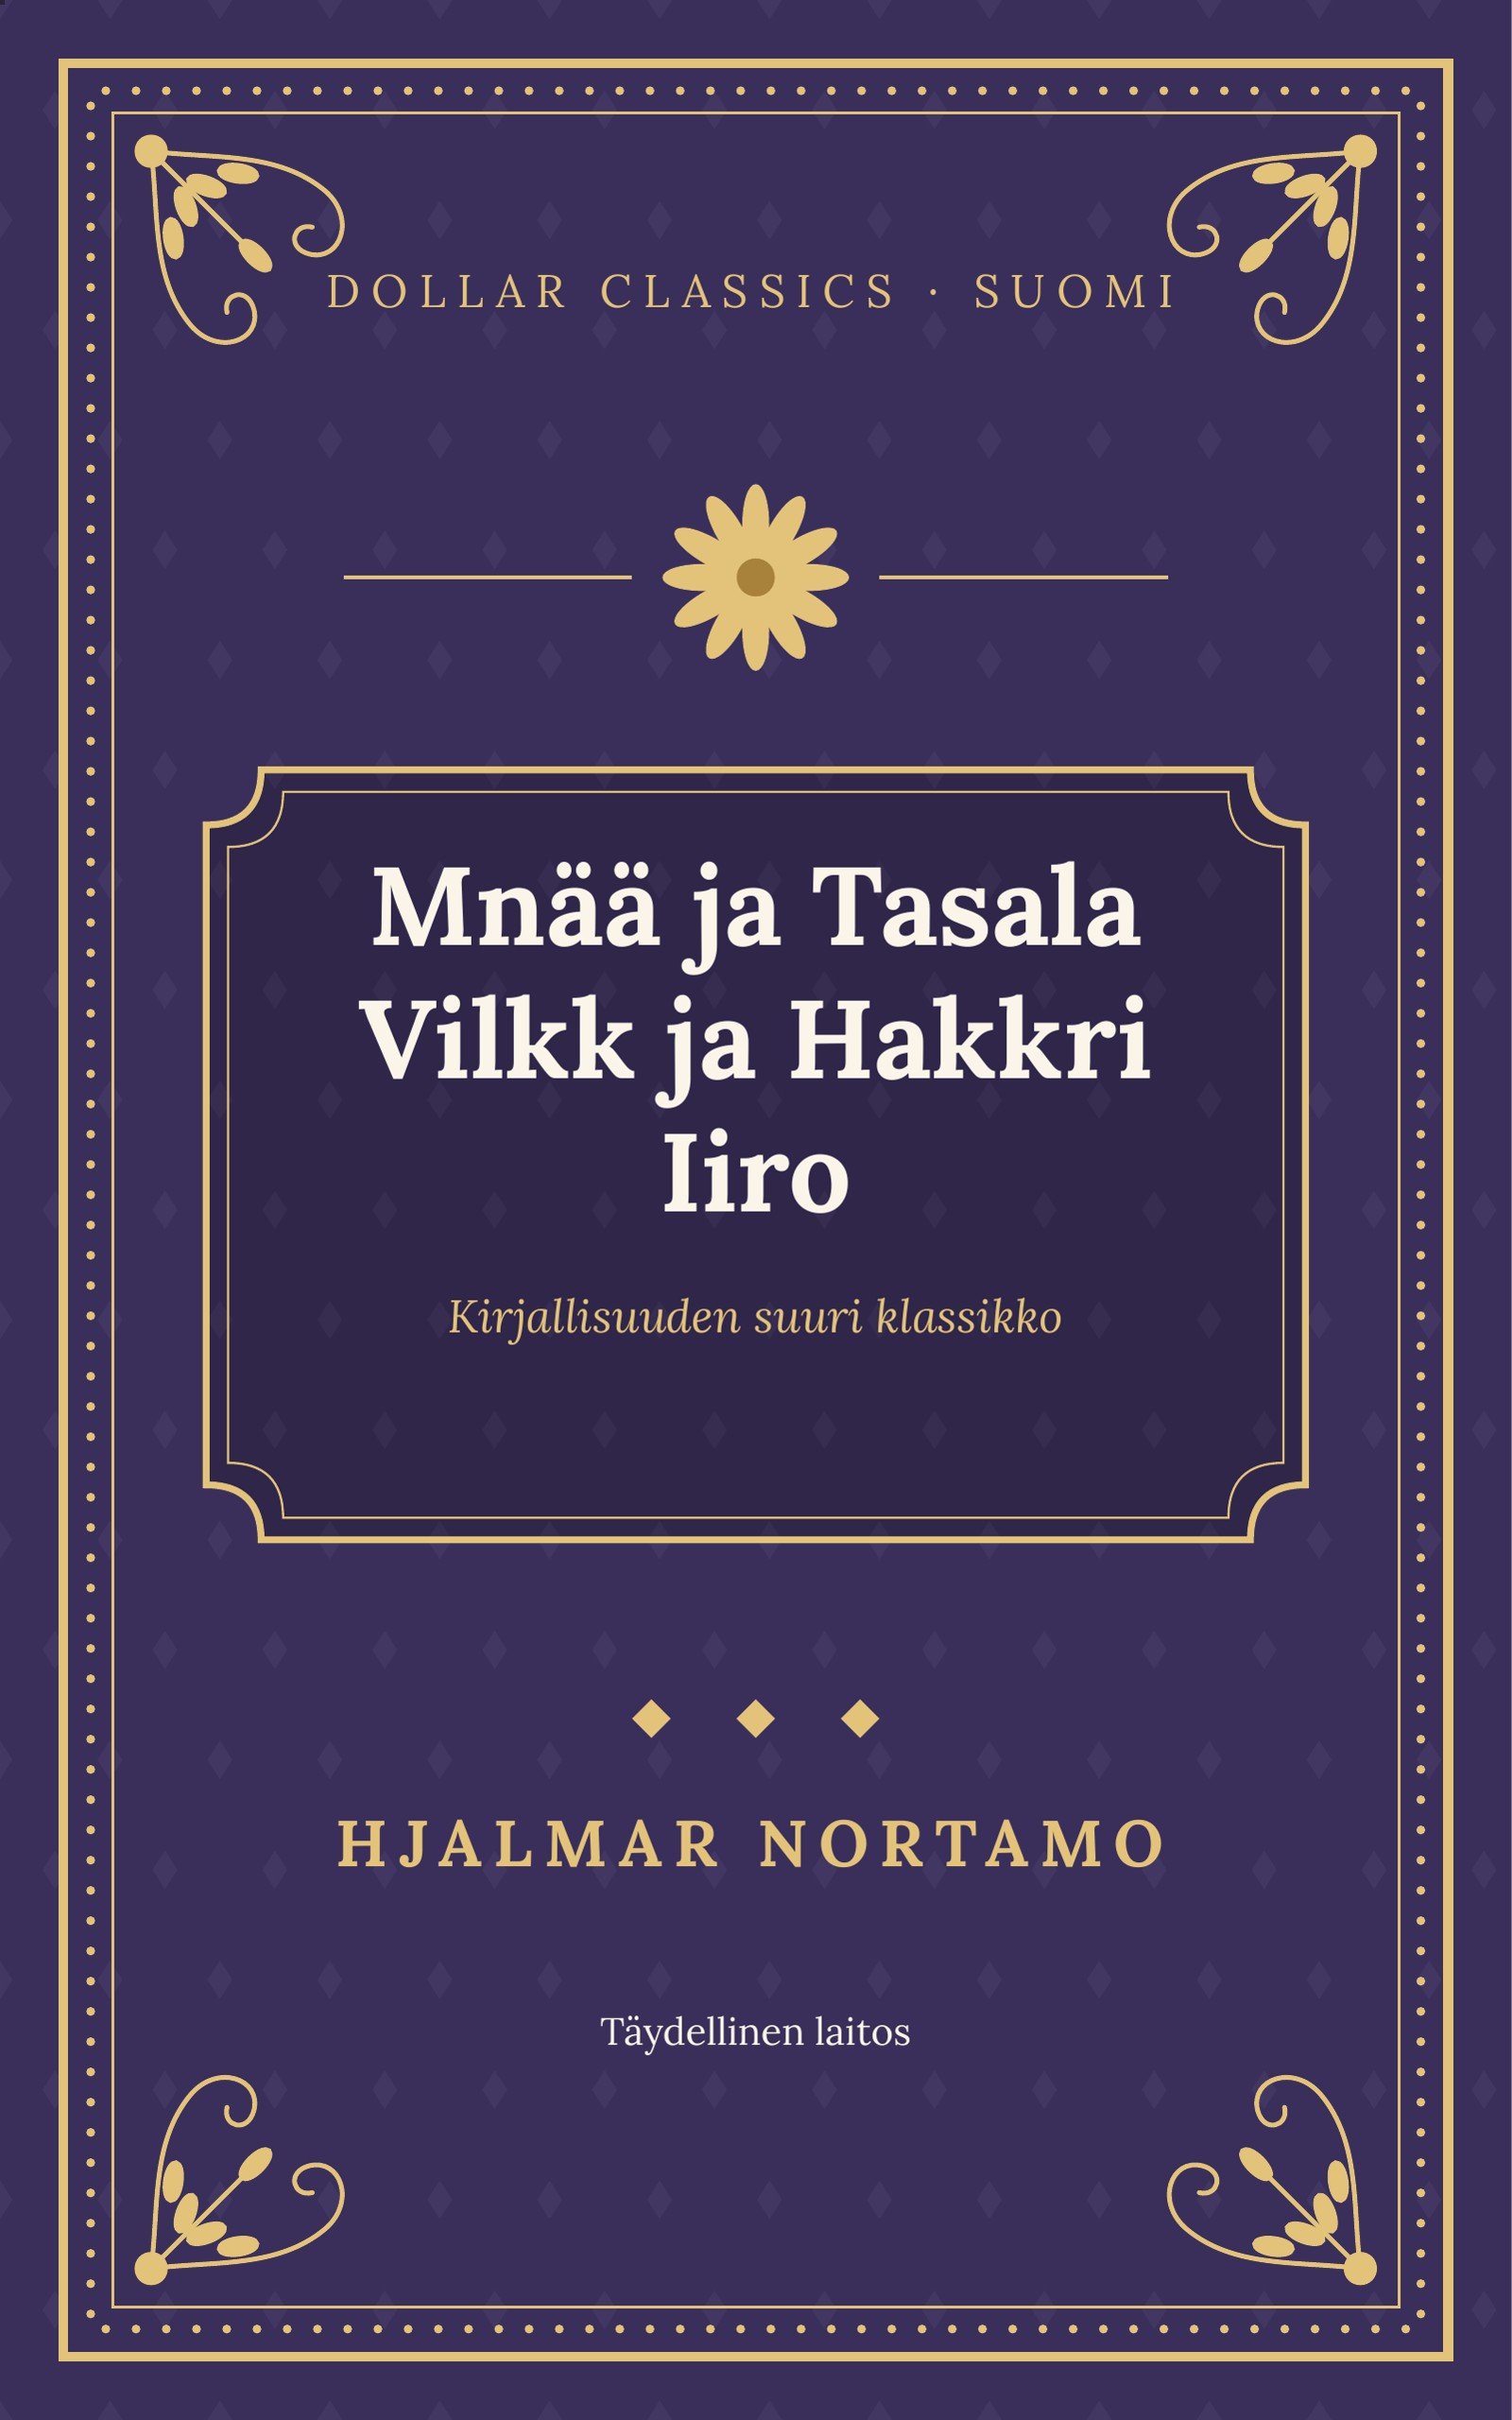 DOLLAR CLASSICS · SUOMI
Mnää ja Tasala
Vilkk ja Hakkri
Iiro
Kirjallisuuden suuri klassikko
HJALMAR NORTAMO
Täydellinen laitos